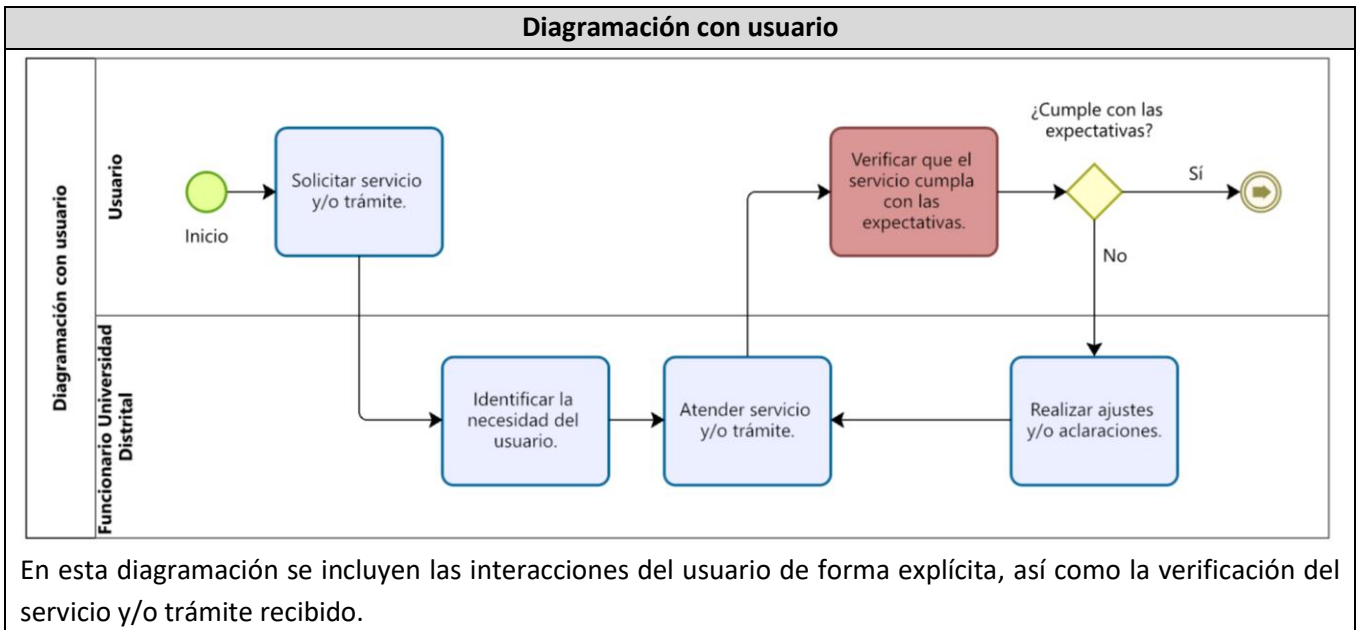 Diagramación con usuario
Diagramación con usuario
Usuario
Inicio
Solicitar servicio
y/o trámite.
Verificar que el
servicio cumpla
con las
expectativas.
¿Cumple con las
expectativas?
Sí
No
Funcionario Universidad
Distrital
Identificar la
necesidad del
usuario.
Atender servicio
y/o trámite.
Realizar ajustes
y/o aclaraciones.
En esta diagramación se incluyen las interacciones del usuario de forma explícita, así como la verificación del
servicio y/o trámite recibido.